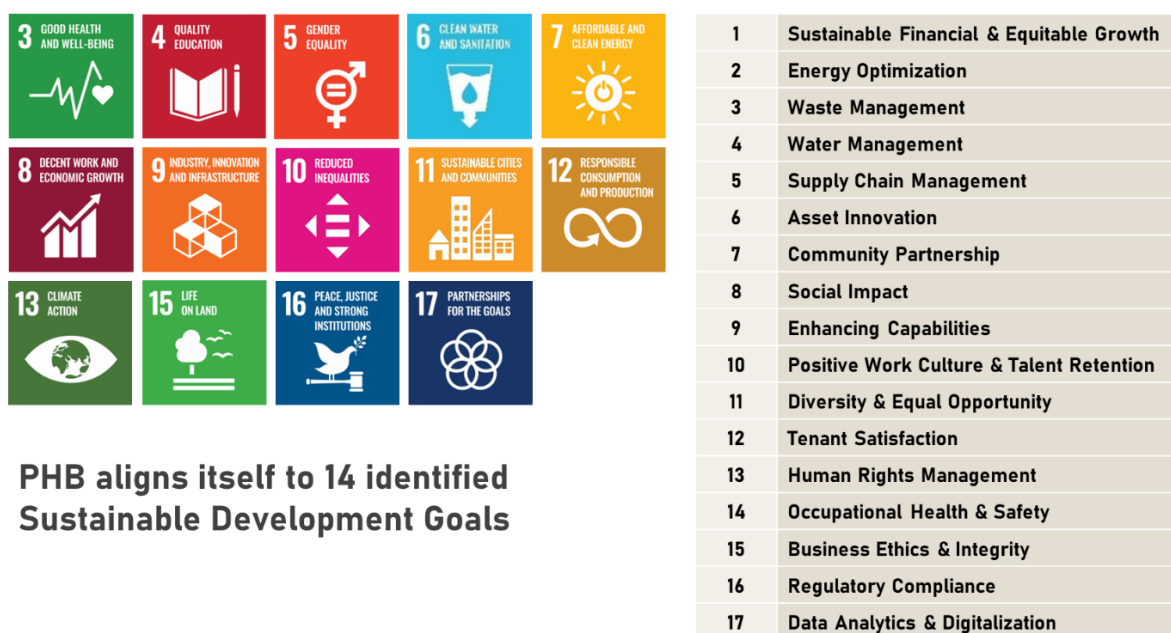 3 GOOD HEALTH
AND WELL-BEING
4 QUALITY
EDUCATION
5 GENDER
EQUALITY
6 CLEAN WATER
AND SANITATION
7 AFFORDABLE AND
CLEAN ENERGY
8 DECENT WORK AND
ECONOMIC GROWTH
9 INDUSTRY, INNOVATION
AND INFRASTRUCTURE
10 REDUCED
INEQUALITIES
11 SUSTAINABLE CITIES
AND COMMUNITIES
12 RESPONSIBLE
CONSUMPTION
AND PRODUCTION
13 CLIMATE
ACTION
15 LIFE
ON LAND
16 PEACE, JUSTICE
AND STRONG
INSTITUTIONS
17 PARTNERSHIPS
FOR THE GOALS
PHB aligns itself to 14 identified
Sustainable Development Goals
1 Sustainable Financial & Equitable Growth
2 Energy Optimization
3 Waste Management
4 Water Management
5 Supply Chain Management
6 Asset Innovation
7 Community Partnership
8 Social Impact
9 Enhancing Capabilities
10 Positive Work Culture & Talent Retention
11 Diversity & Equal Opportunity
12 Tenant Satisfaction
13 Human Rights Management
14 Occupational Health & Safety
15 Business Ethics & Integrity
16 Regulatory Compliance
17 Data Analytics & Digitalization